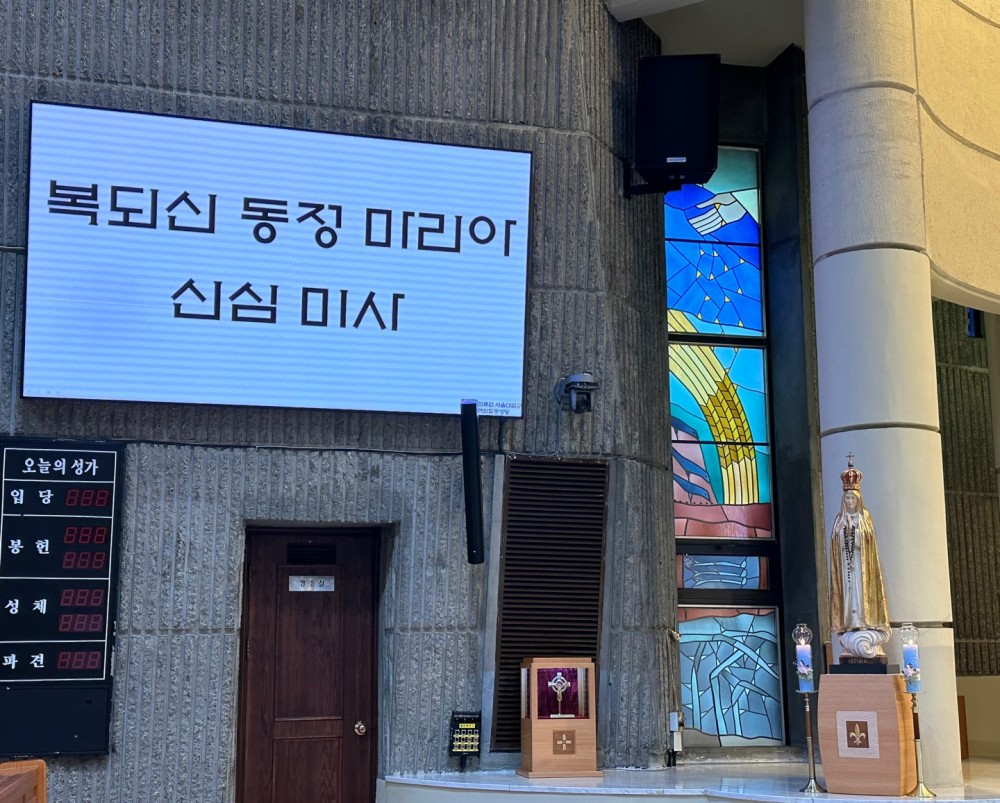 복되신 동정 마리아
신심 미사
오늘의 성가
입 당
봉 헌
성 체
파 견